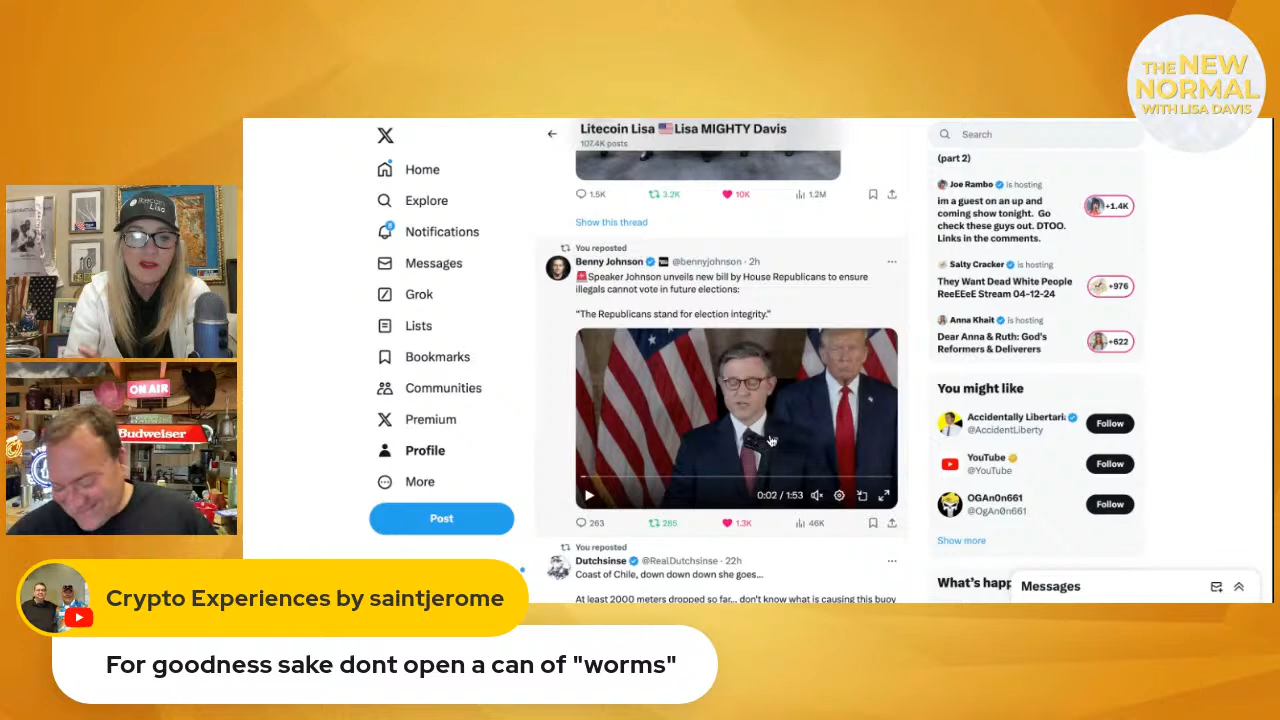 THE NEW
NORMAL
WITH LISA DAVIS
litecoin
Lisa
ON AIR
Budweiser
Home
Explore
Notifications
Messages
Grok
Lists
Bookmarks
Communities
Premium
Profile
More
Post
Litecoin Lisa 🇺🇸Lisa MIGHTY Davis
107.4K posts
1.5K 3.2K 10K 1.2M
Show this thread
You reposted
Benny Johnson @bennyjohnson · 2h
🚨Speaker Johnson unveils new bill by House Republicans to ensure
illegals cannot vote in future elections:
“The Republicans stand for election integrity.”
0:02 / 1:53
263 285 1.3K 46K
You reposted
Dutchsinse @RealDutchsinse · 22h
Coast of Chile, down down down she goes...
At least 2000 meters dropped so far... don't know what is causing this buoy
Search
(part 2)
Joe Rambo is hosting
im a guest on an up and
coming show tonight. Go
check these guys out. DTOO.
Links in the comments.
+1.4K
Salty Cracker is hosting
They Want Dead White People
ReeEEeE Stream 04-12-24
+976
Anna Khait is hosting
Dear Anna & Ruth: God's
Reformers & Deliverers
+622
You might like
Accidentally Libertari
@AccidentLiberty
Follow
YouTube
@YouTube
Follow
OGAn0n661
@OgAn0n661
Follow
Show more
What's happ
Messages
Crypto Experiences by saintjerome
For goodness sake dont open a can of "worms"